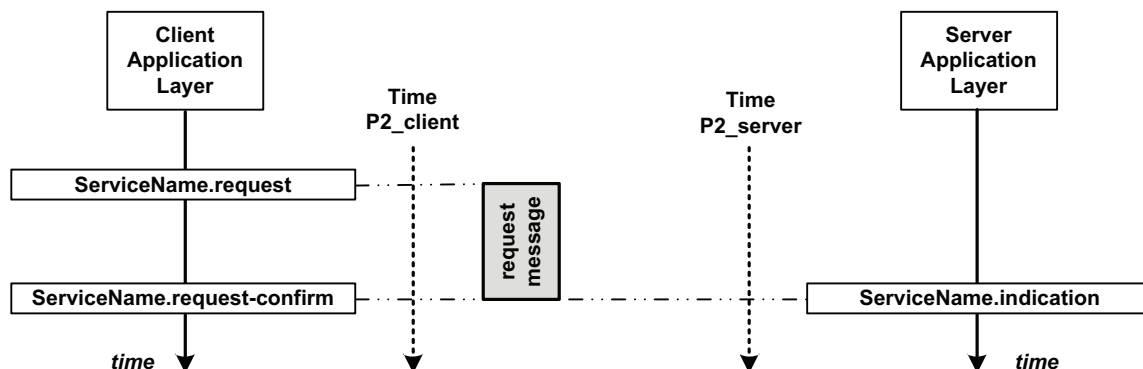 Client
Application
Layer
Server
Application
Layer
Time
P2_client
Time
P2_server
ServiceName.request
request
message
ServiceName.request-confirm
ServiceName.indication
time
time